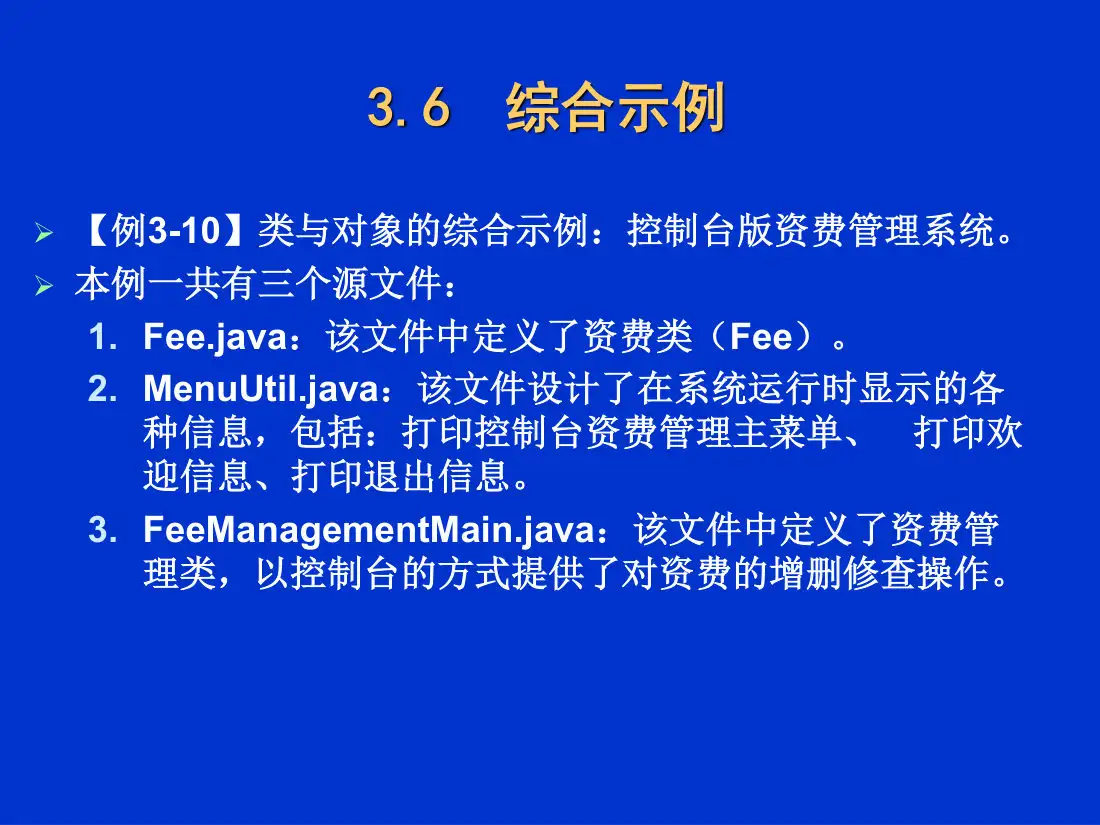 3.6 综合示例
【例3-10】类与对象的综合示例：控制台版资费管理系统。
本例一共有三个源文件：
1. Fee.java：该文件中定义了资费类（Fee）。
2. MenuUtil.java：该文件设计了在系统运行时显示的各
种信息，包括：打印控制台资费管理主菜单、 打印欢
迎信息、打印退出信息。
3. FeeManagementMain.java：该文件中定义了资费管
理类，以控制台的方式提供了对资费的增删修查操作。